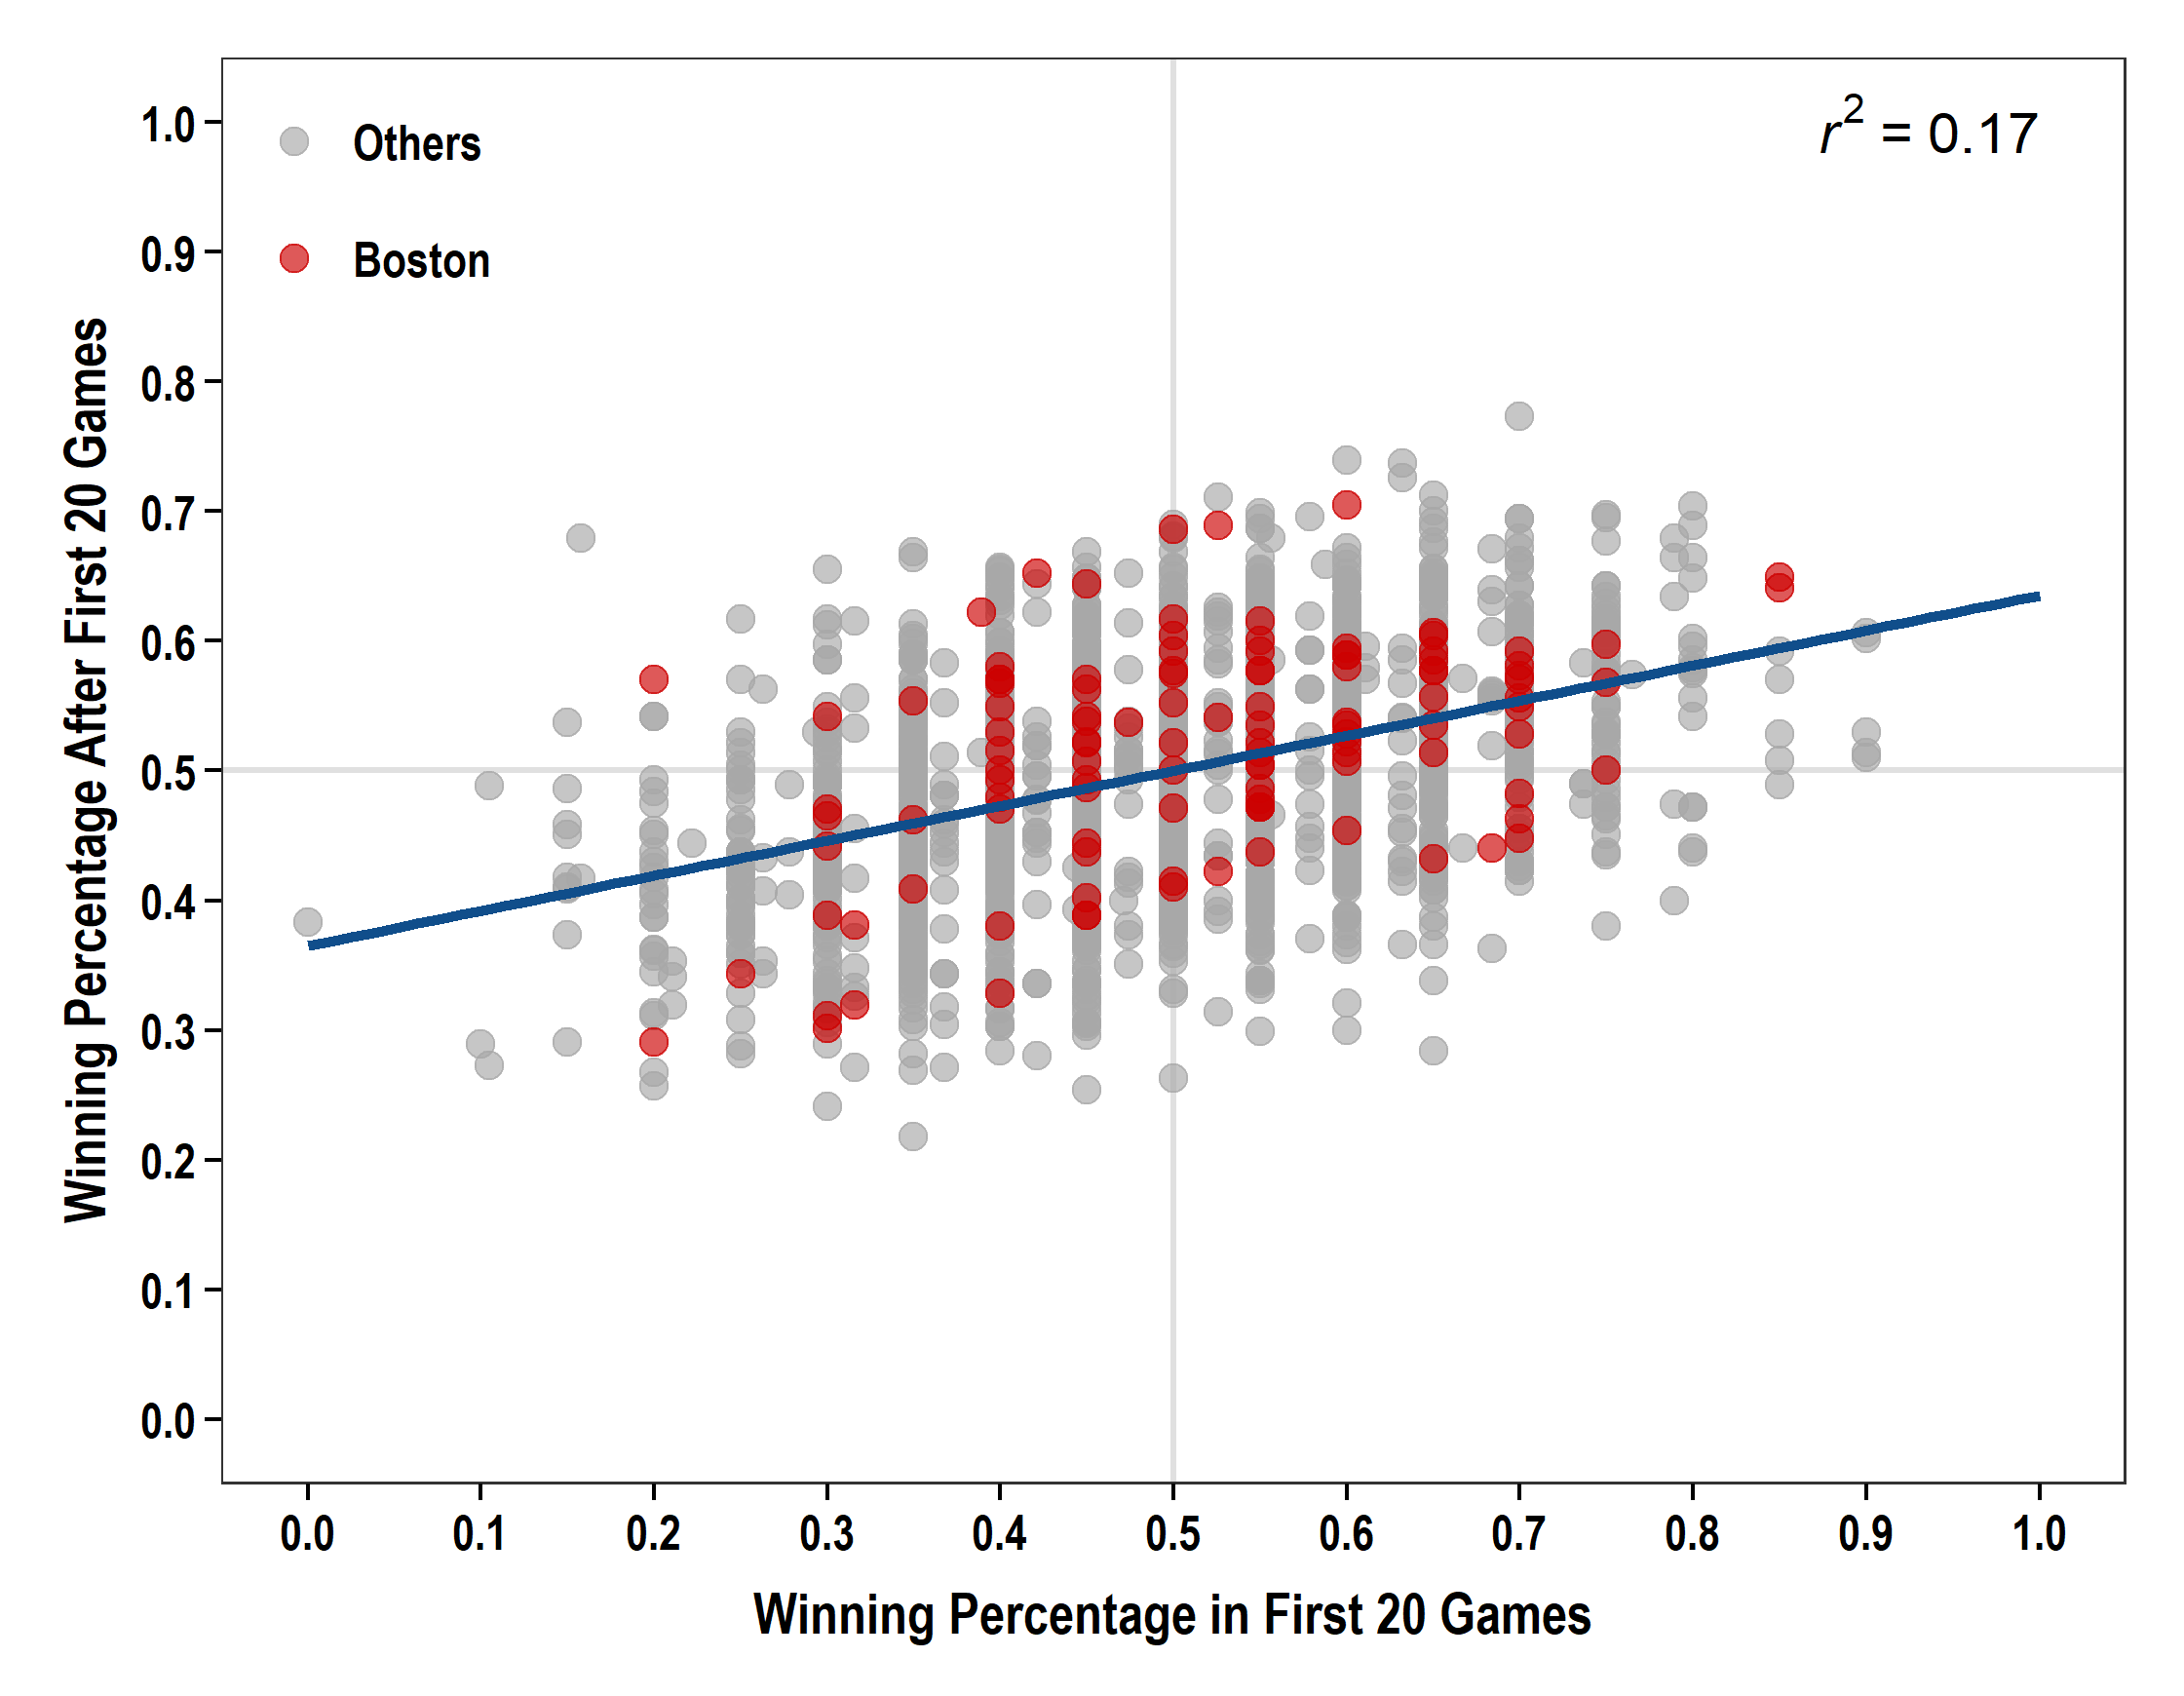 Others
Boston
r² = 0.17
Winning Percentage After First 20 Games
1.0
0.9
0.8
0.7
0.6
0.5
0.4
0.3
0.2
0.1
0.0
0.0 0.1 0.2 0.3 0.4 0.5 0.6 0.7 0.8 0.9 1.0
Winning Percentage in First 20 Games